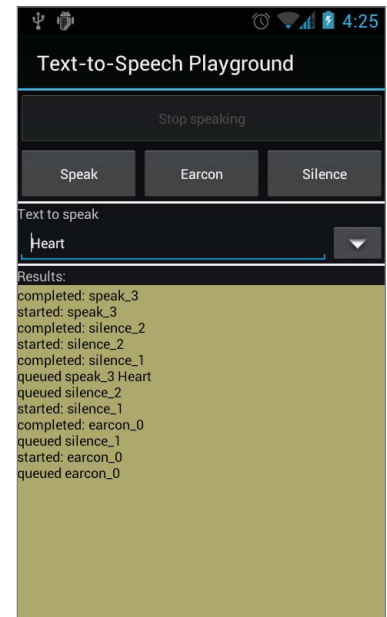 4:25
Text-to-Speech Playground
Stop speaking
Speak Earcon Silence
Text to speak
Heart
Results:
completed: speak_3
started: speak_3
completed: silence_2
started: silence_2
completed: silence_1
queued speak_3 Heart
queued silence_2
started: silence_1
completed: earcon_0
queued silence_1
started: earcon_0
queued earcon_0